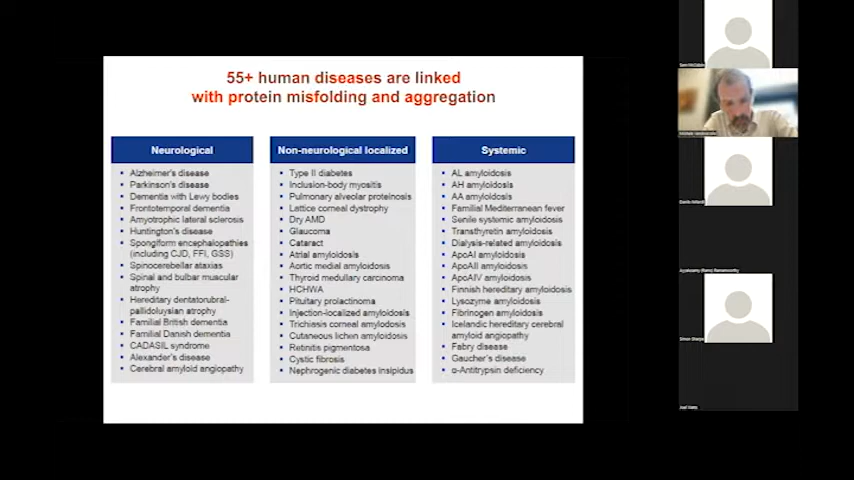 55+ human diseases are linked
with protein misfolding and aggregation
Neurological
Alzheimer's disease
Parkinson's disease
Dementia with Lewy bodies
Frontotemporal dementia
Amyotrophic lateral sclerosis
Huntington's disease
Spongiform encephalopathies
(including CJD, FFI, GSS)
Spinocerebellar ataxias
Spinal and bulbar muscular
atrophy
Hereditary dentatorubral-
pallidoluysian atrophy
Familial British dementia
Familial Danish dementia
CADASIL syndrome
Alexander's disease
Cerebral amyloid angiopathy
Non-neurological localized
Type II diabetes
Inclusion-body myositis
Pulmonary alveolar proteinosis
Lattice corneal dystrophy
Dry AMD
Glaucoma
Cataract
Atrial amyloidosis
Aortic medial amyloidosis
Thyroid medullary carcinoma
HCHWA
Pituitary prolactinoma
Injection-localized amyloidosis
Trichiasis corneal amylodosis
Cutaneous lichen amyloidosis
Retinitis pigmentosa
Cystic fibrosis
Nephrogenic diabetes insipidus
Systemic
AL amyloidosis
AH amyloidosis
AA amyloidosis
Familial Mediterranean fever
Senile systemic amyloidosis
Transthyretin amyloidosis
Dialysis-related amyloidosis
ApoAI amyloidosis
ApoAII amyloidosis
ApoAIV amyloidosis
Finnish hereditary amyloidosis
Lysozyme amyloidosis
Fibrinogen amyloidosis
Icelandic hereditary cerebral
amyloid angiopathy
Fabry disease
Gaucher's disease
α-Antitrypsin deficiency